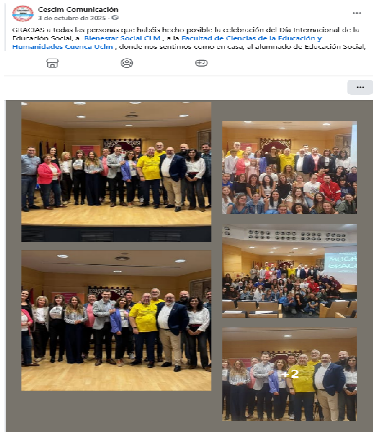 Cesclm Comunicación
3 de octubre de 2025 ·
GRACIAS a todas las personas que habéis hecho posible la celebración del Día Internacional de la
Educación Social, a Bienestar Social CLM , a la Facultad de Ciencias de la Educación y
Humanidades Cuenca Uclm , donde nos sentimos como en casa, al alumnado de Educación Social,
+2